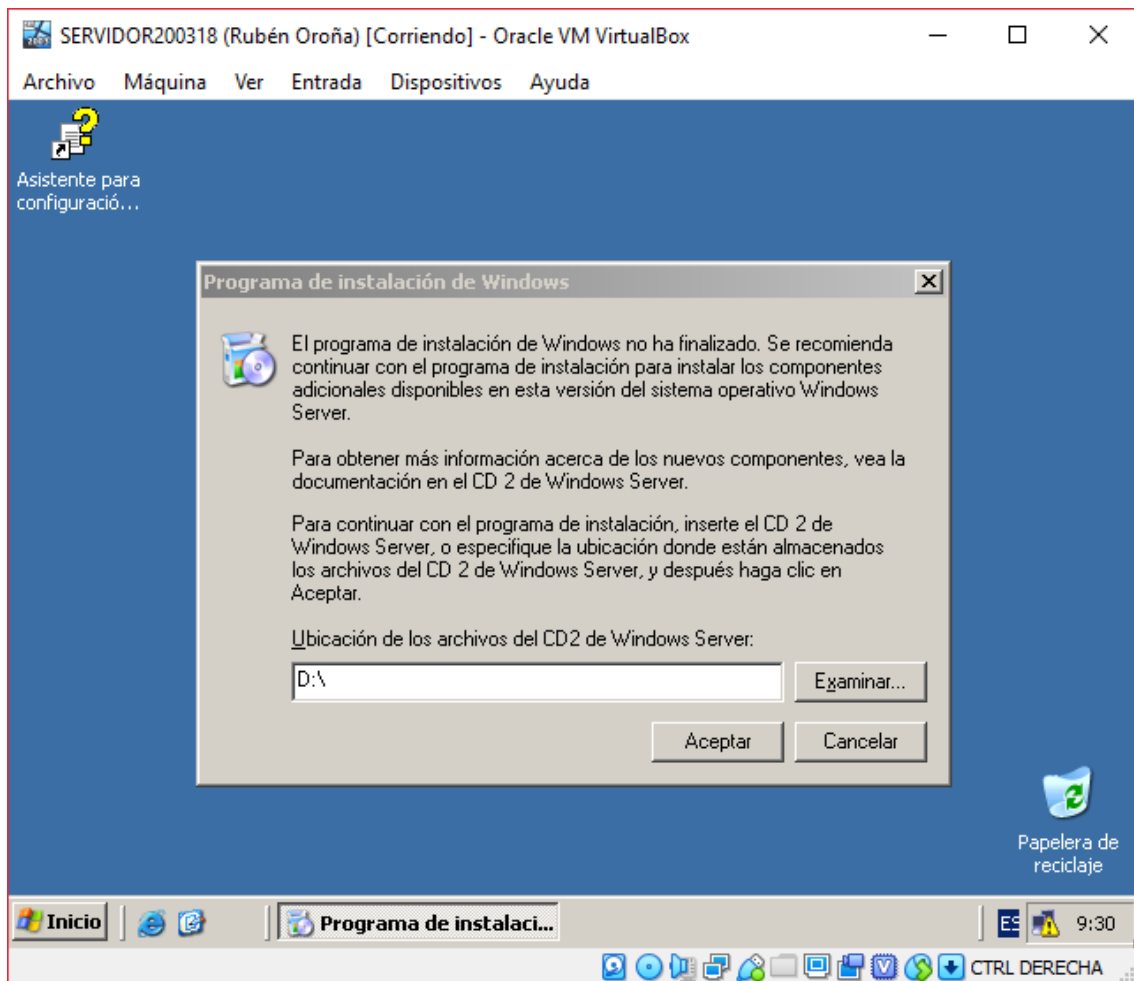 SERVIDOR200318 (Rubén Oroña) [Corriendo] - Oracle VM VirtualBox
Archivo Máquina Ver Entrada Dispositivos Ayuda
Asistente para
configuració...
Programa de instalación de Windows
El programa de instalación de Windows no ha finalizado. Se recomienda
continuar con el programa de instalación para instalar los componentes
adicionales disponibles en esta versión del sistema operativo Windows
Server.
Para obtener más información acerca de los nuevos componentes, vea la
documentación en el CD 2 de Windows Server.
Para continuar con el programa de instalación, inserte el CD 2 de
Windows Server, o especifique la ubicación donde están almacenados
los archivos del CD 2 de Windows Server, y después haga clic en
Aceptar.
Ubicación de los archivos del CD2 de Windows Server:
D:\
Examinar...
Aceptar Cancelar
Papelera de
reciclaje
Inicio Programa de instalaci... ES 9:30
CTRL DERECHA